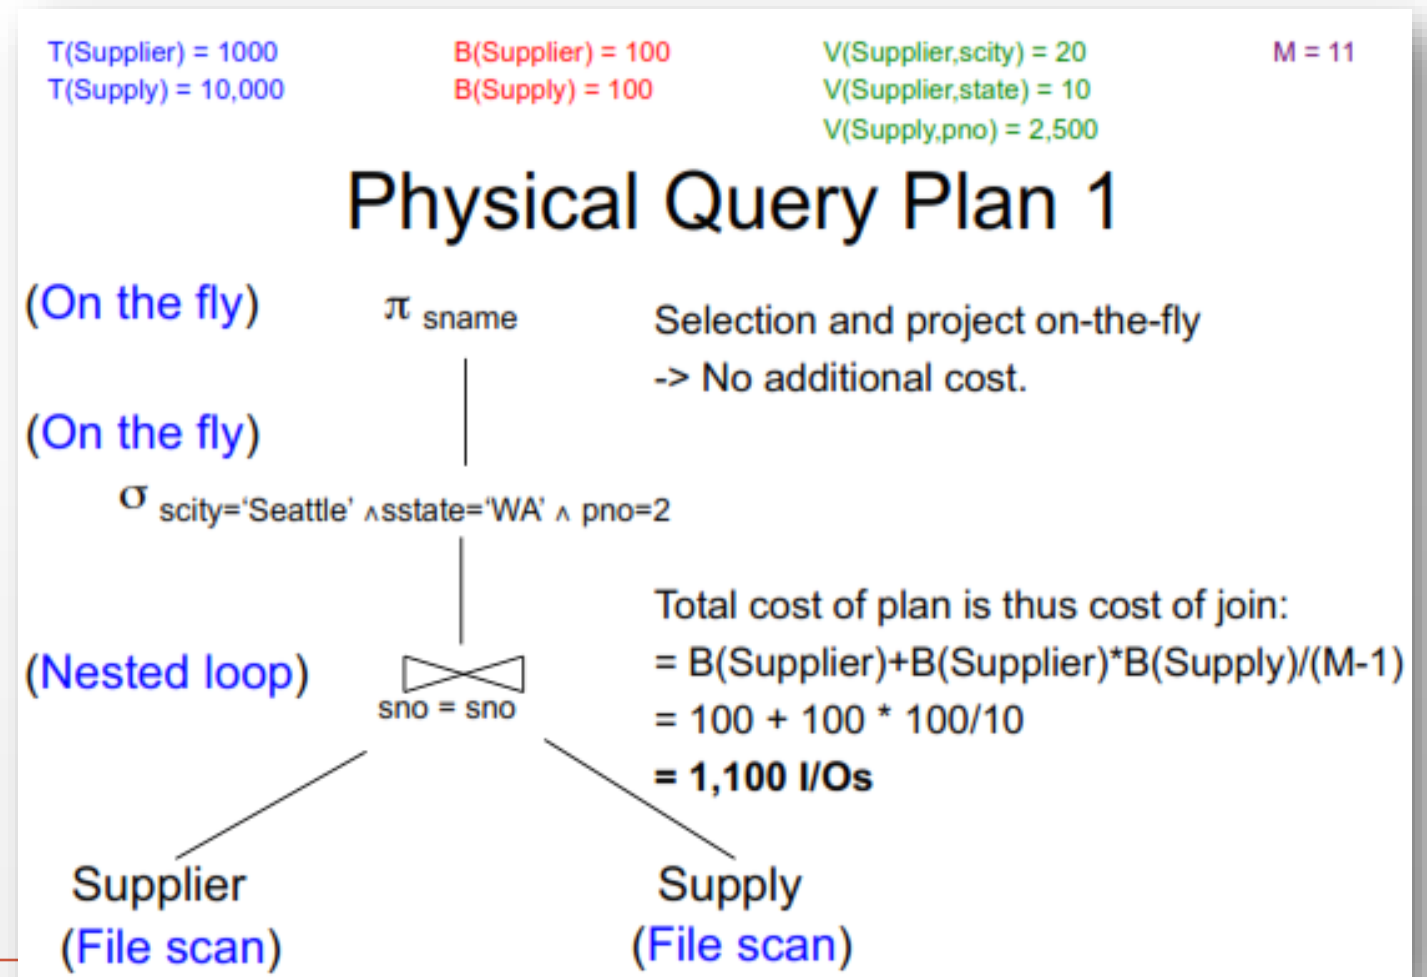 T(Supplier) = 1000 B(Supplier) = 100 V(Supplier,scity) = 20 M = 11
T(Supply) = 10,000 B(Supply) = 100 V(Supplier,state) = 10
V(Supply,pno) = 2,500
Physical Query Plan 1
(On the fly) π sname
Selection and project on-the-fly
-> No additional cost.
(On the fly)
σ scity=‘Seattle’ ∧sstate=‘WA’ ∧ pno=2
Total cost of plan is thus cost of join:
= B(Supplier)+B(Supplier)*B(Supply)/(M-1)
= 100 + 100 * 100/10
= 1,100 I/Os
(Nested loop)
sno = sno
Supplier Supply
(File scan) (File scan)